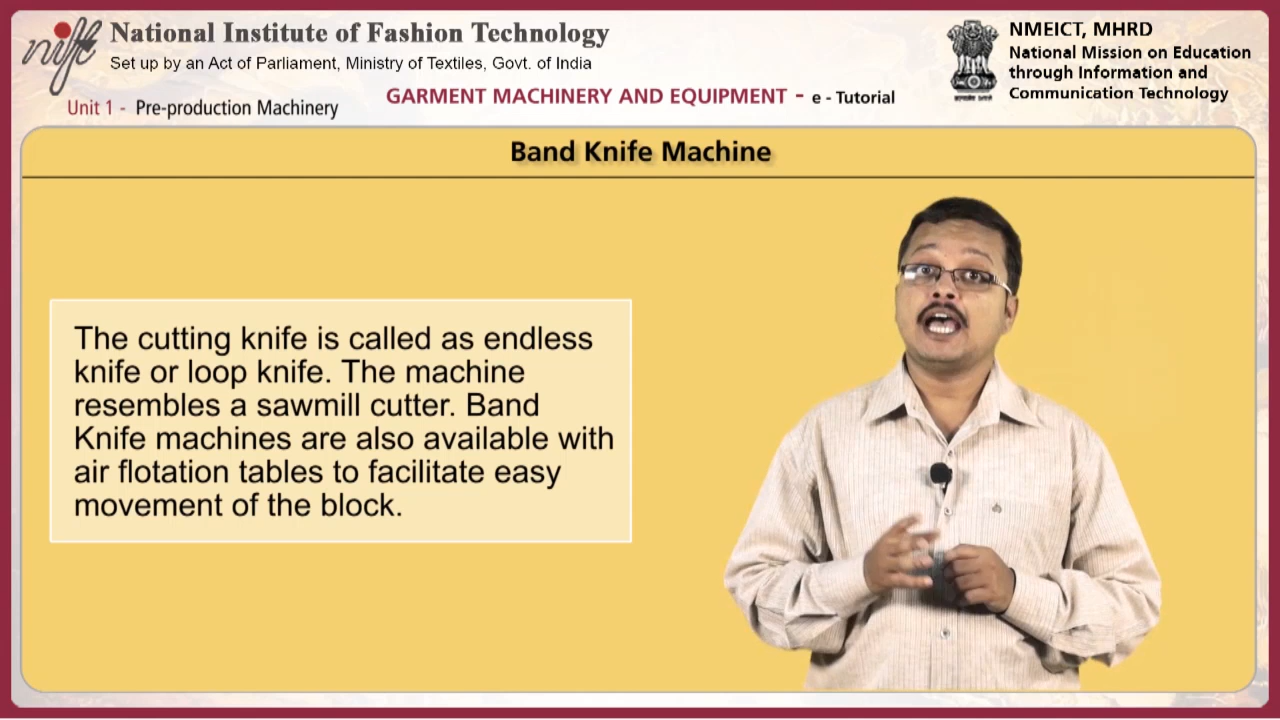 nift
National Institute of Fashion Technology
Set up by an Act of Parliament, Ministry of Textiles, Govt. of India
Unit 1 - Pre-production Machinery
GARMENT MACHINERY AND EQUIPMENT - e - Tutorial
NMEICT, MHRD
National Mission on Education
through Information and
Communication Technology
Band Knife Machine
The cutting knife is called as endless
knife or loop knife. The machine
resembles a sawmill cutter. Band
Knife machines are also available with
air flotation tables to facilitate easy
movement of the block.